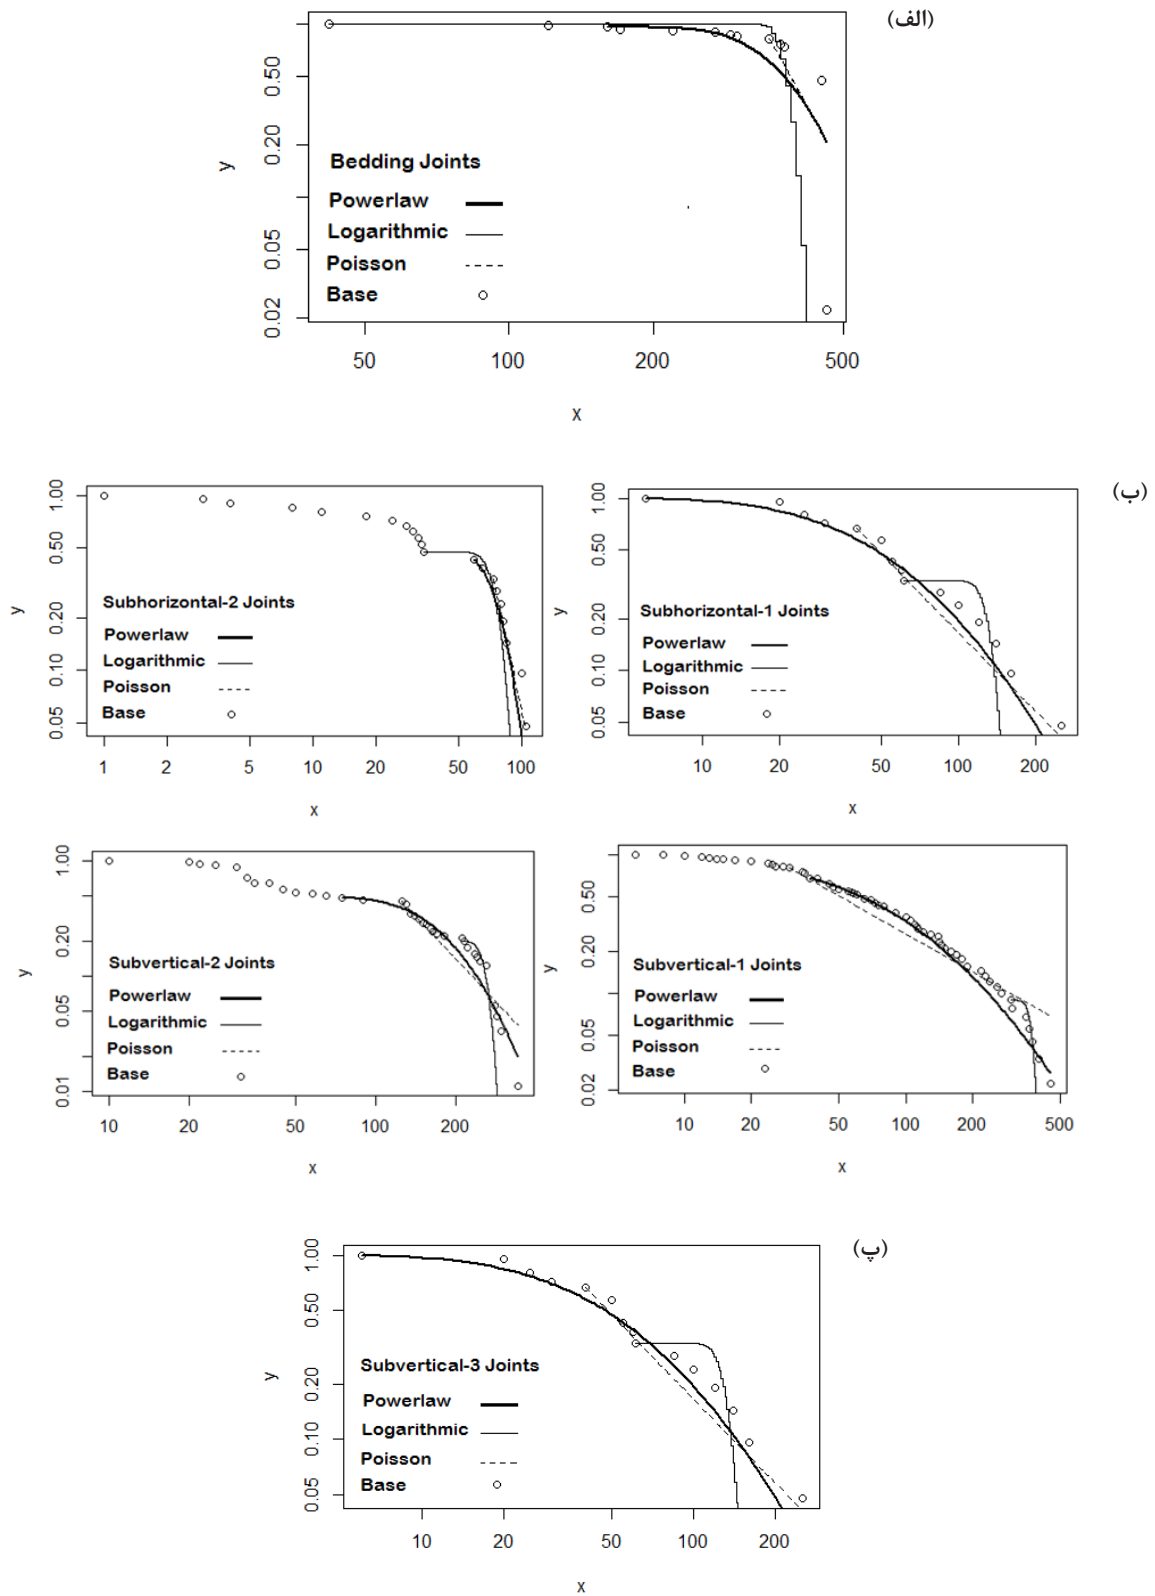 (الف)
0.50
0.20
0.05
0.02
y
Bedding Joints
Powerlaw
Logarithmic
Poisson
Base
50
100
200
500
x
(ب)
1.00
0.50
0.20
0.10
0.05
y
Subhorizontal-2 Joints
Powerlaw
Logarithmic
Poisson
Base
1
2
5
10
20
50
100
x
1.00
0.50
0.20
0.10
0.05
y
Subhorizontal-1 Joints
Powerlaw
Logarithmic
Poisson
Base
10
20
50
100
200
x
1.00
0.20
0.05
0.01
y
Subvertical-2 Joints
Powerlaw
Logarithmic
Poisson
Base
10
20
50
100
200
x
0.50
0.20
0.05
0.02
y
Subvertical-1 Joints
Powerlaw
Logarithmic
Poisson
Base
10
20
50
100
200
500
x
(پ)
1.00
0.50
0.20
0.10
0.05
y
Subvertical-3 Joints
Powerlaw
Logarithmic
Poisson
Base
10
20
50
100
200
x